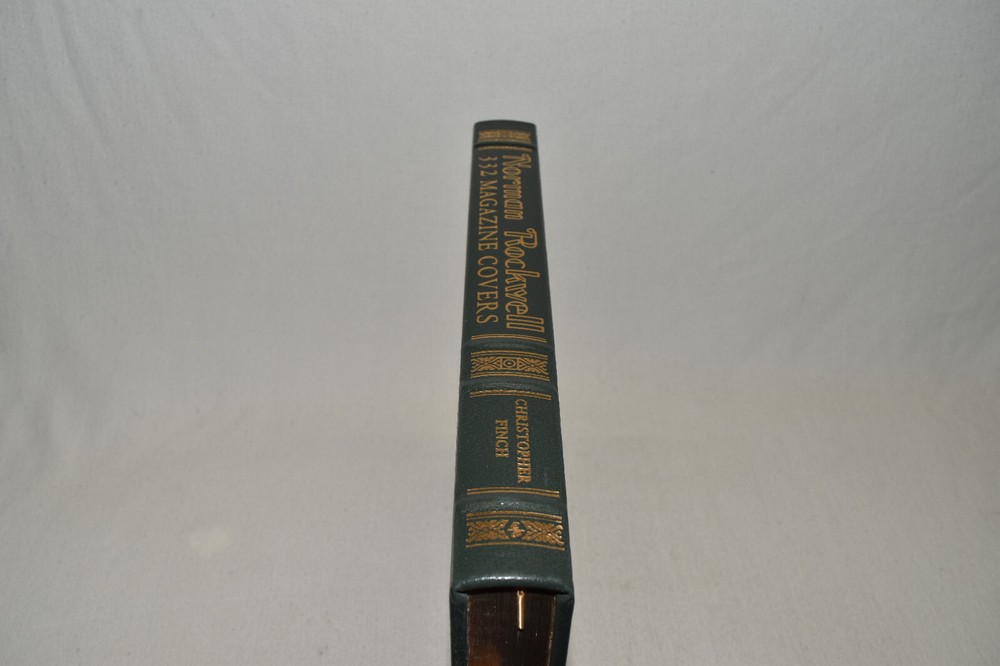 Norman Rockwell
332 MAGAZINE COVERS
CHRISTOPHER
FINCH